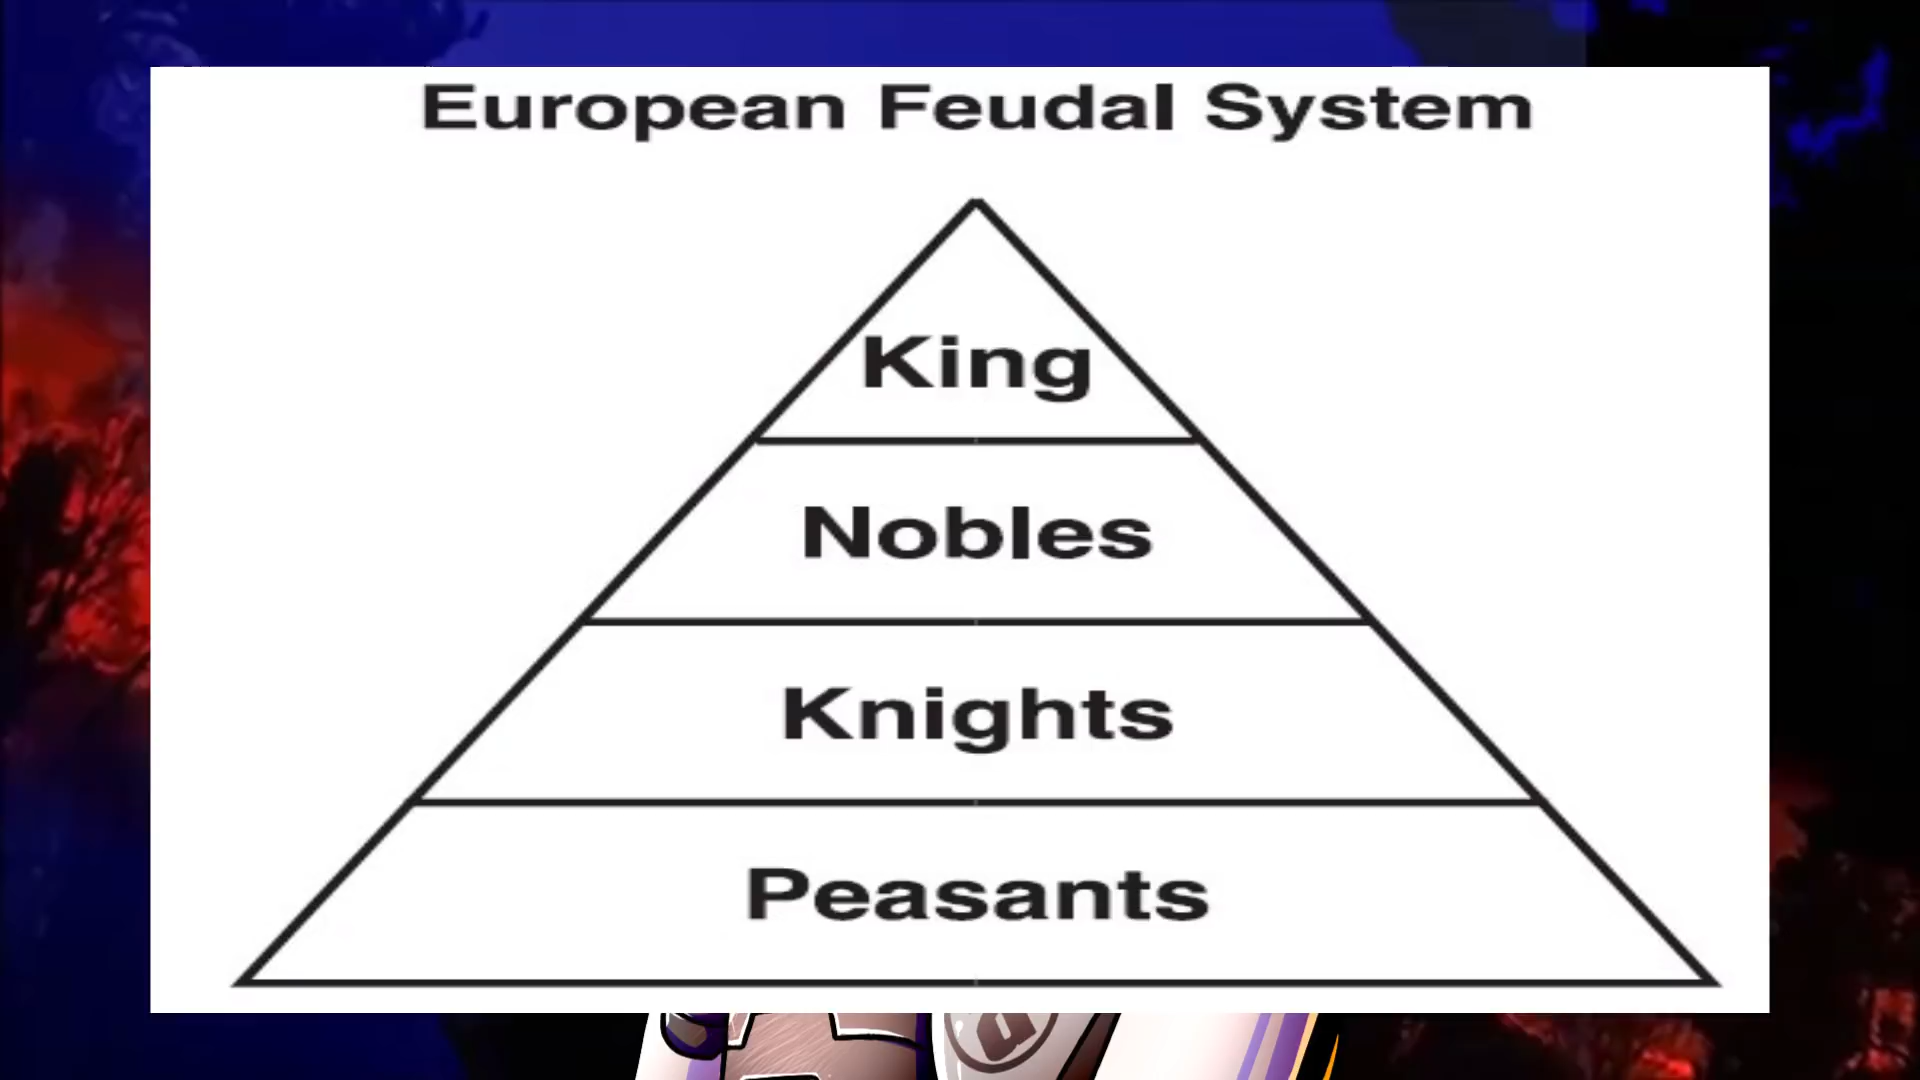 European Feudal System
King
Nobles
Knights
Peasants